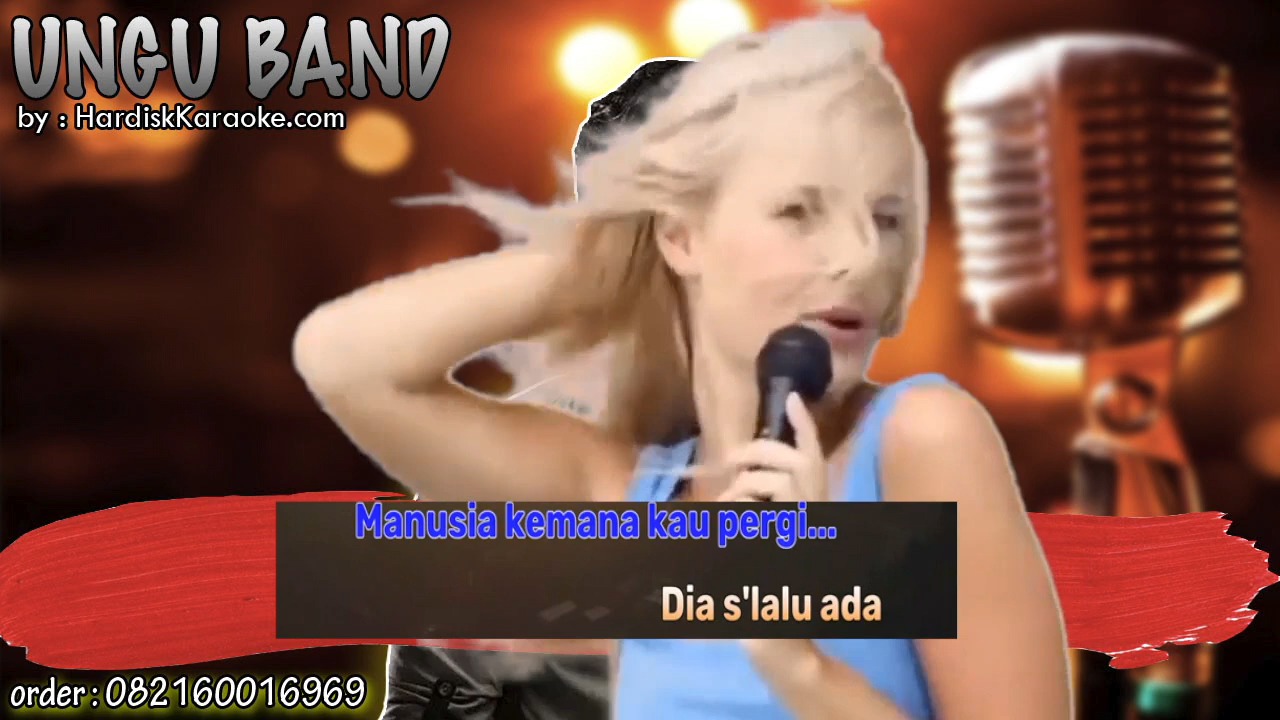 UNGU BAND
by : HardiskKaraoke.com
Manusia kemana kau pergi...
Dia s'lalu ada
order : 082160016969